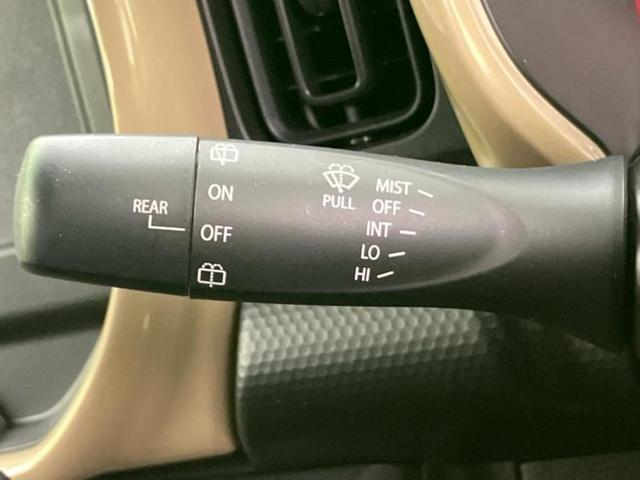 REAR
ON
OFF
PULL
MIST
OFF
INT
LO
HI